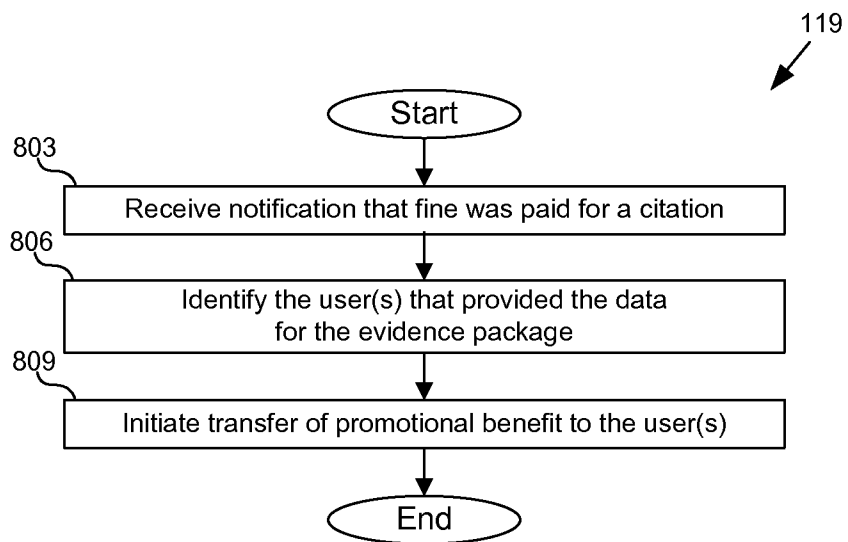 119
Start
803
Receive notification that fine was paid for a citation
806
Identify the user(s) that provided the data
for the evidence package
809
Initiate transfer of promotional benefit to the user(s)
End